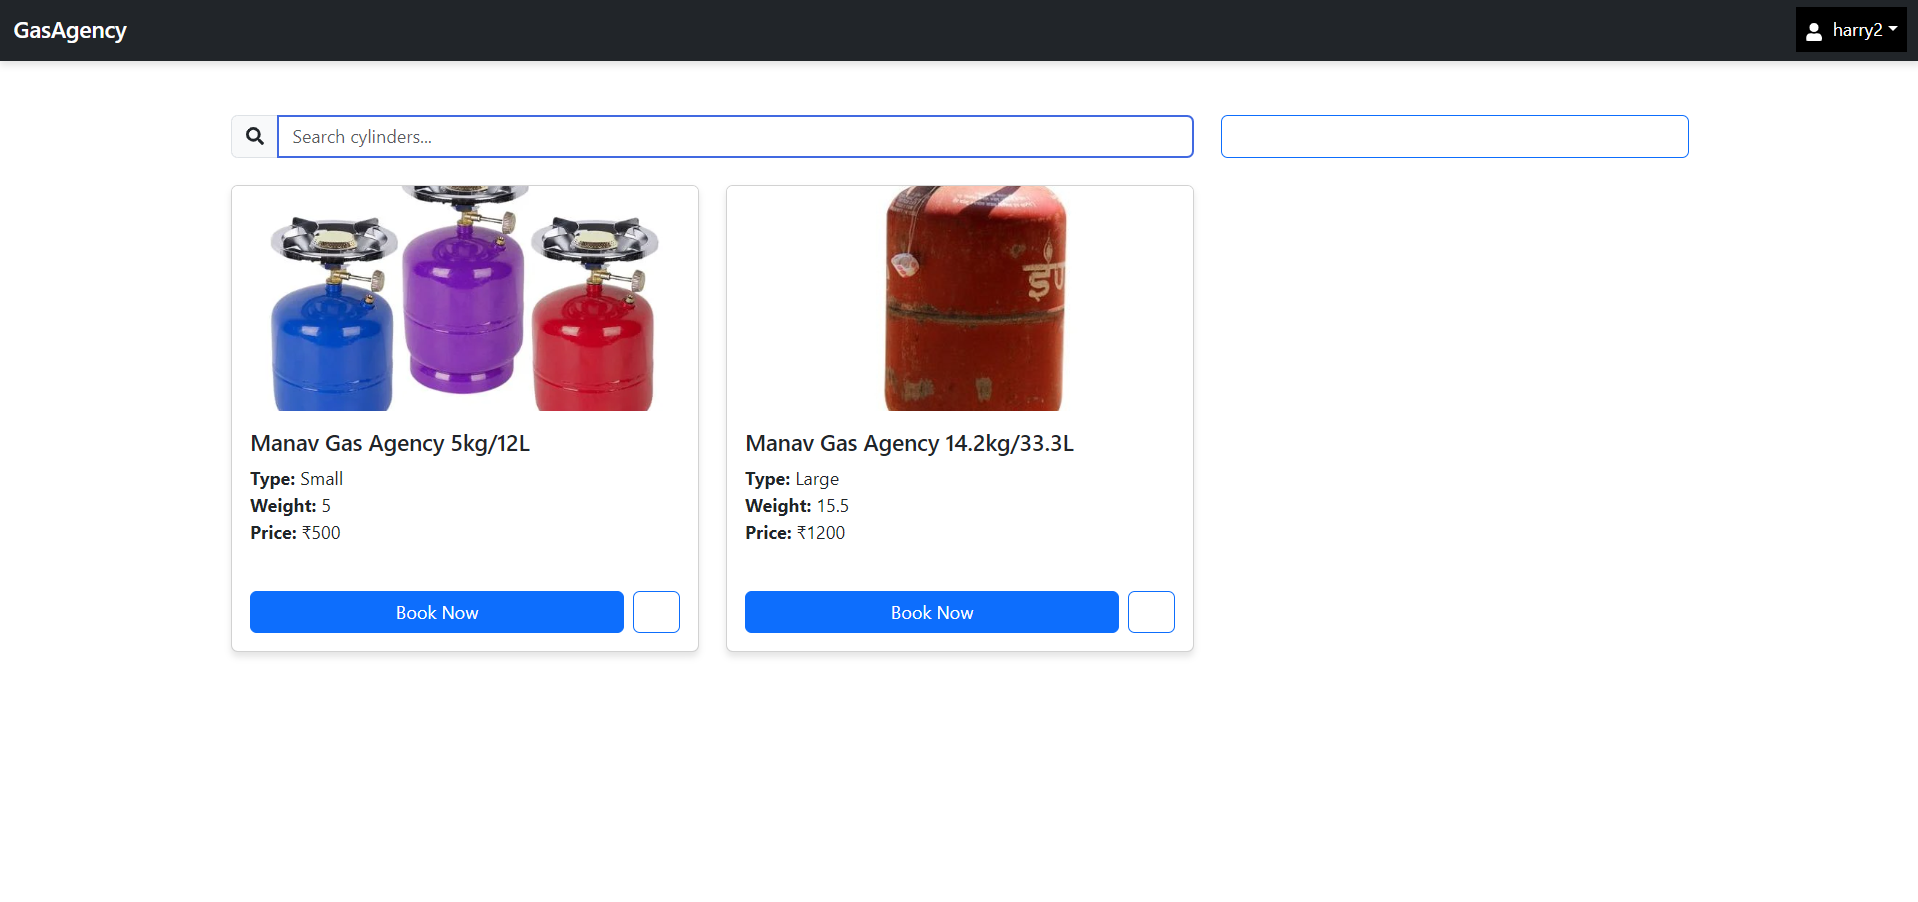 GasAgency
harry2
Search cylinders...
Manav Gas Agency 5kg/12L
Type: Small
Weight: 5
Price: ₹500
Book Now
Manav Gas Agency 14.2kg/33.3L
Type: Large
Weight: 15.5
Price: ₹1200
Book Now